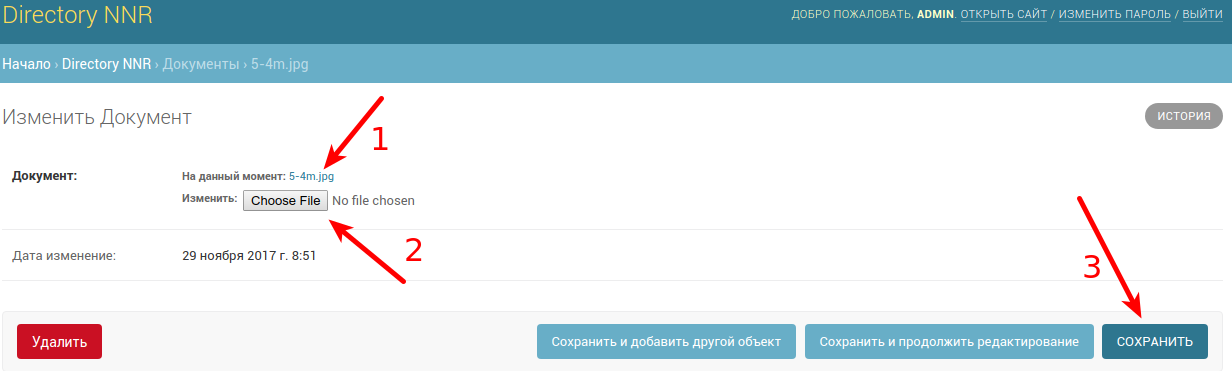 Directory NNR
ДОБРО ПОЖАЛОВАТЬ, ADMIN. ОТКРЫТЬ САЙТ / ИЗМЕНИТЬ ПАРОЛЬ / ВЫЙТИ
Начало › Directory NNR › Документы › 5-4m.jpg
Изменить Документ
ИСТОРИЯ
1
Документ:
На данный момент: 5-4m.jpg
Изменить: Choose File No file chosen
2
Дата изменение: 29 ноября 2017 г. 8:51
3
Удалить Сохранить и добавить другой объект Сохранить и продолжить редактирование СОХРАНИТЬ